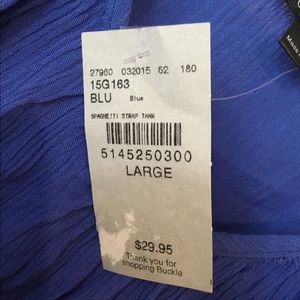 27960 032015 62 180
15G163
BLU Blue
SPAGHETTI STRAP TANK
5145250300
LARGE
$29.95
Thank you for
shopping Buckle